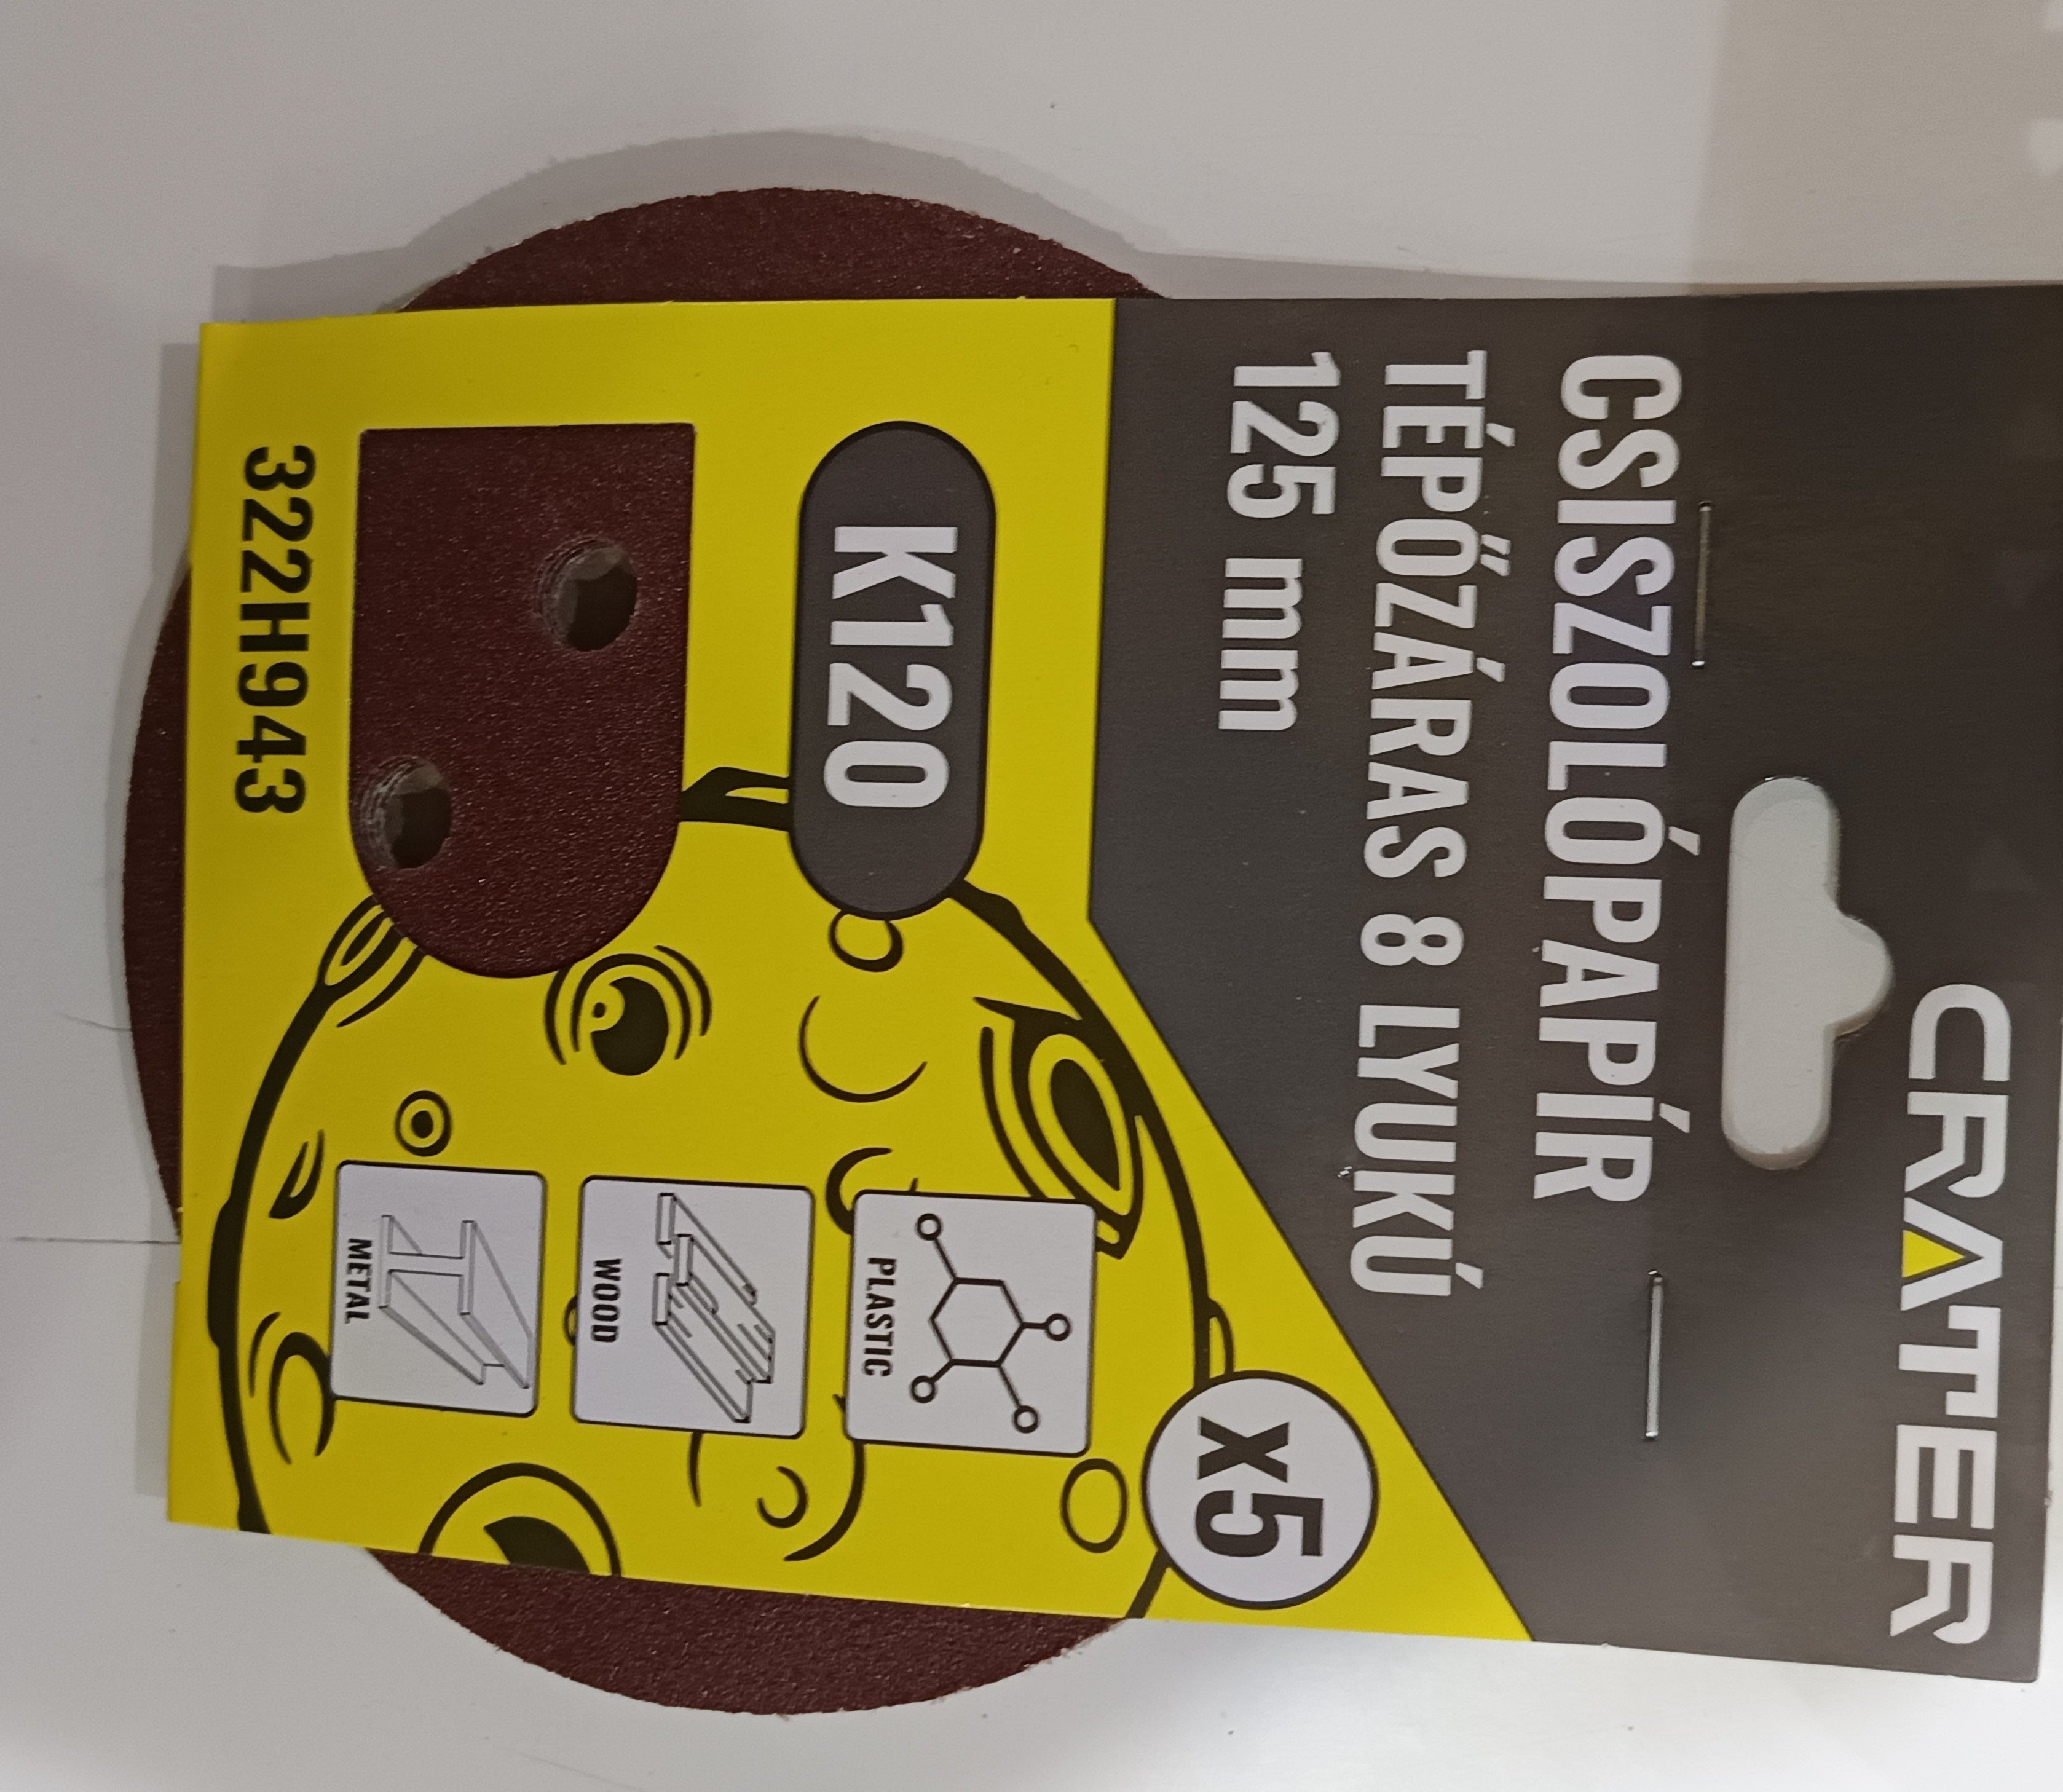 CRATER
CSISZOLÓPAPÍR
TÉPŐZÁRAS 8 LYUKÚ
125 mm
x5
K120
PLASTIC
WOOD
METAL
322H943